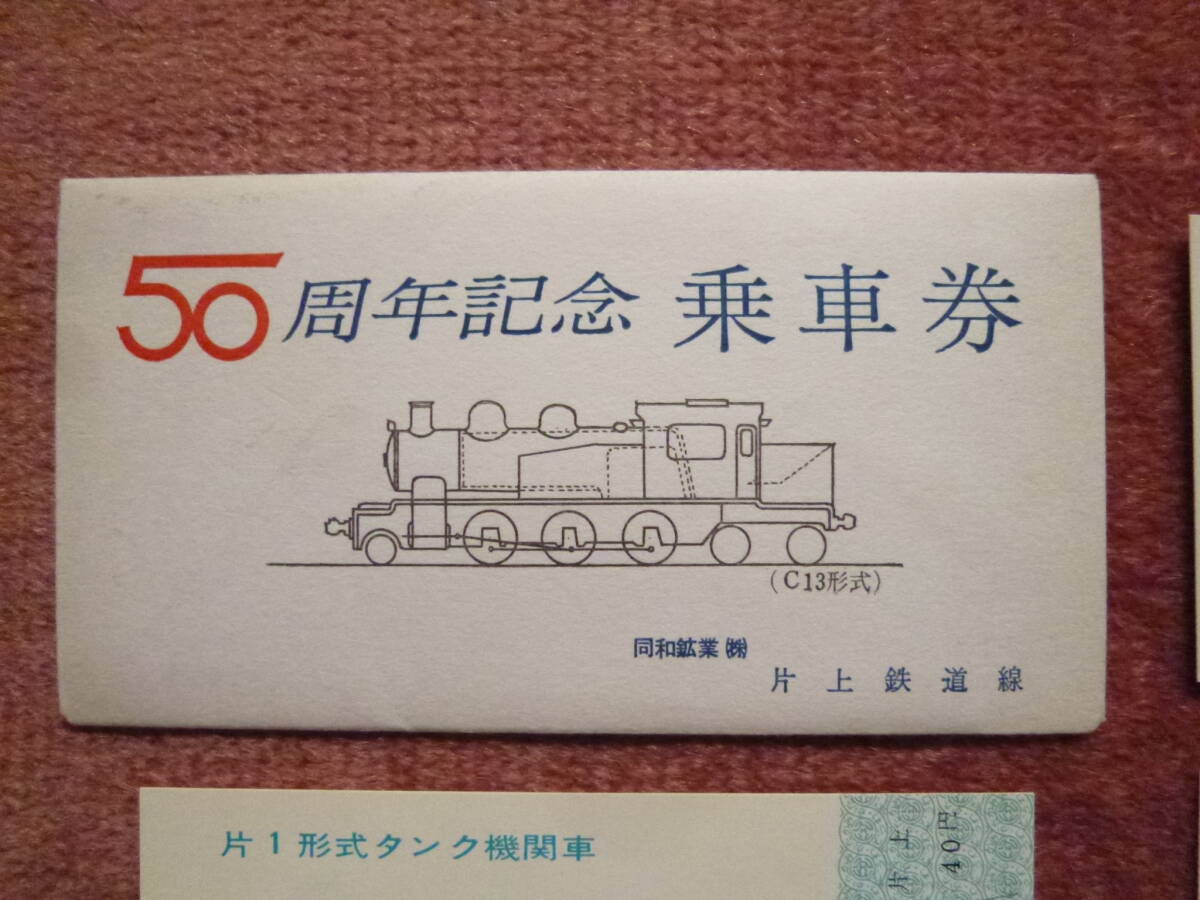 50周年記念 乗車券
(C13形式)
同和鉱業㈱
片上鉄道線
片1形式タンク機関車
片上
40円